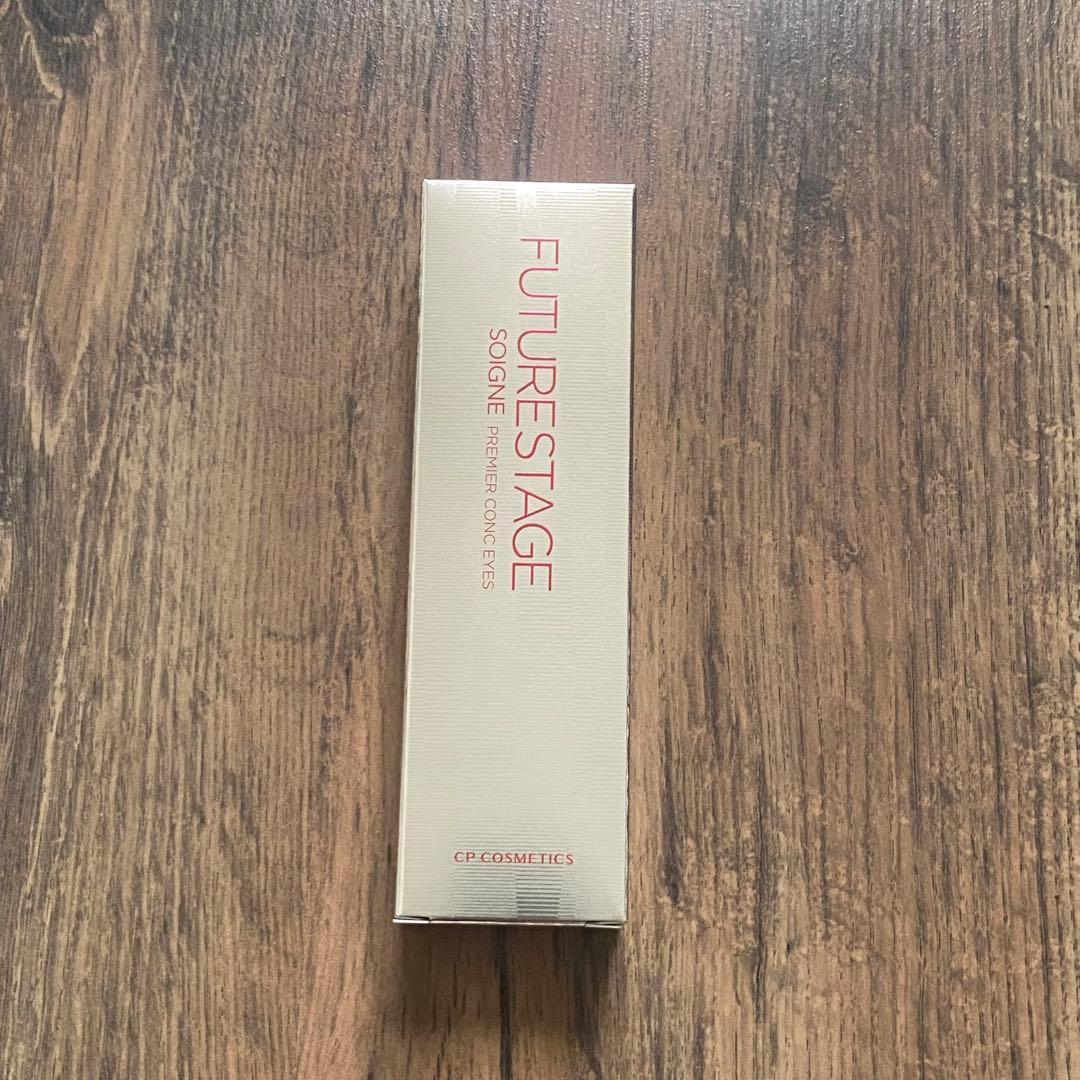 FUTURESTAGE
SOIGNE PREMIER CONC EYES
CP COSMETICS